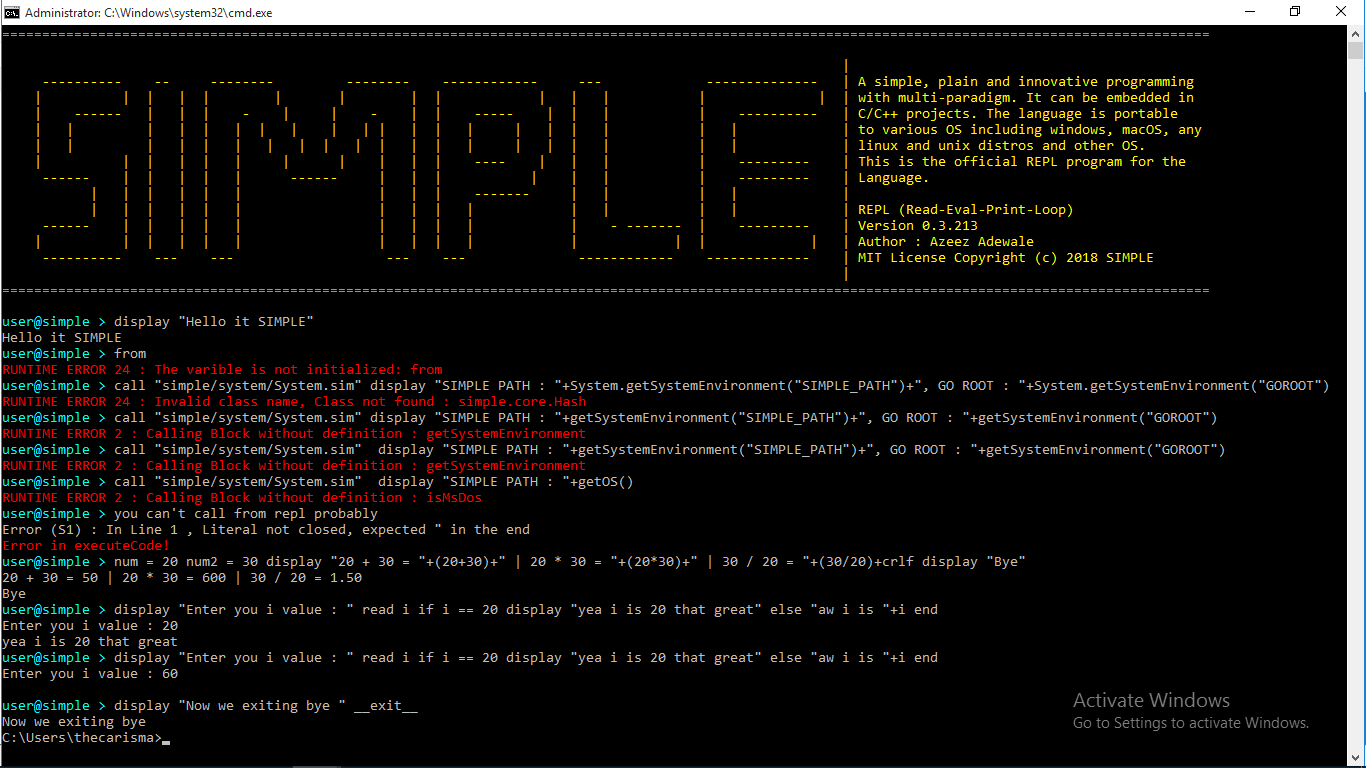 Administrator: C:\Windows\system32\cmd.exe
SIMPLE
A simple, plain and innovative programming
with multi-paradigm. It can be embedded in
C/C++ projects. The language is portable
to various OS including windows, macOS, any
linux and unix distros and other OS.
This is the official REPL program for the
Language.
REPL (Read-Eval-Print-Loop)
Version 0.3.213
Author : Azeez Adewale
MIT License Copyright (c) 2018 SIMPLE
user@simple > display "Hello it SIMPLE"
Hello it SIMPLE
user@simple > from
RUNTIME ERROR 24 : The varible is not initialized: from
user@simple > call "simple/system/System.sim" display "SIMPLE PATH : "+System.getSystemEnvironment("SIMPLE_PATH")+", GO ROOT : "+System.getSystemEnvironment("GOROOT")
RUNTIME ERROR 24 : Invalid class name, Class not found : simple.core.Hash
user@simple > call "simple/system/System.sim" display "SIMPLE PATH : "+getSystemEnvironment("SIMPLE_PATH")+", GO ROOT : "+getSystemEnvironment("GOROOT")
RUNTIME ERROR 2 : Calling Block without definition : getSystemEnvironment
user@simple > call "simple/system/System.sim"  display "SIMPLE PATH : "+getSystemEnvironment("SIMPLE_PATH")+", GO ROOT : "+getSystemEnvironment("GOROOT")
RUNTIME ERROR 2 : Calling Block without definition : getSystemEnvironment
user@simple > call "simple/system/System.sim"  display "SIMPLE PATH : "+getOS()
RUNTIME ERROR 2 : Calling Block without definition : isMsDos
user@simple > you can't call from repl probably
Error (S1) : In Line 1 , Literal not closed, expected " in the end
Error in executeCode!
user@simple > num = 20 num2 = 30 display "20 + 30 = "+(20+30)+" | 20 * 30 = "+(20*30)+" | 30 / 20 = "+(30/20)+crlf display "Bye"
20 + 30 = 50 | 20 * 30 = 600 | 30 / 20 = 1.50
Bye
user@simple > display "Enter you i value : " read i if i == 20 display "yea i is 20 that great" else "aw i is "+i end
Enter you i value : 20
yea i is 20 that great
user@simple > display "Enter you i value : " read i if i == 20 display "yea i is 20 that great" else "aw i is "+i end
Enter you i value : 60
user@simple > display "Now we exiting bye " __exit__
Now we exiting bye
C:\Users\thecarisma>
Activate Windows
Go to Settings to activate Windows.